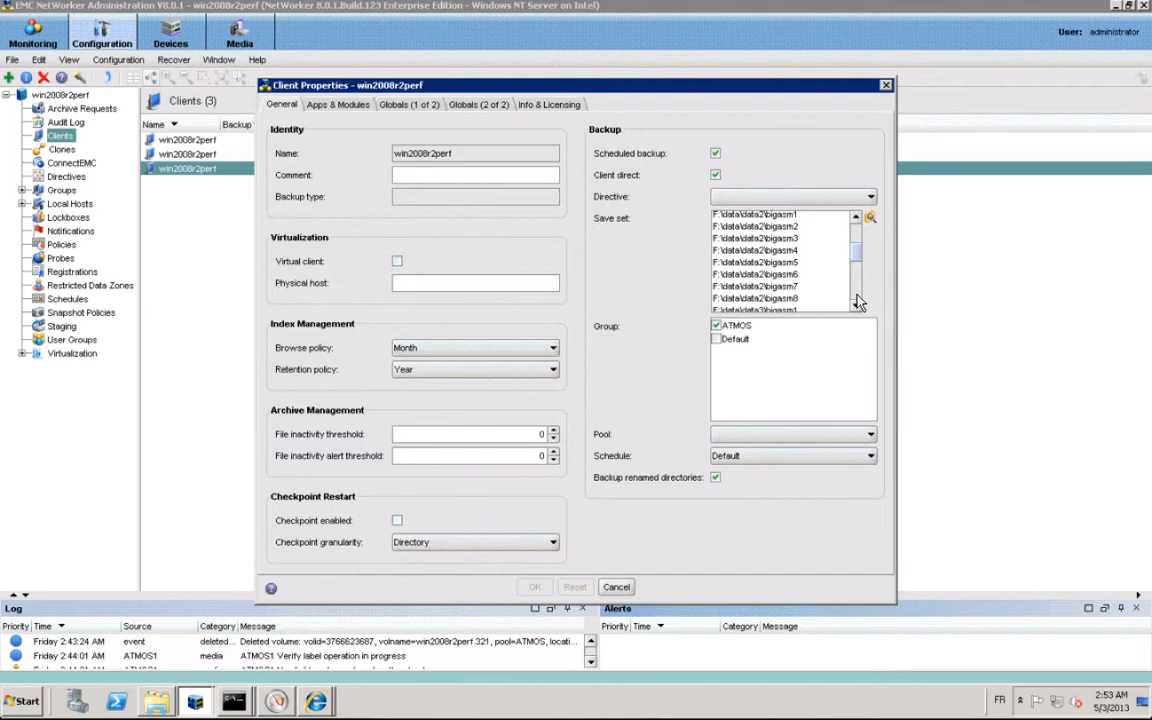 EMC NetWorker Administration V8.0.1 - win2008r2perf ( NetWorker 8.0.1.Build.123 Enterprise Edition - Windows NT Server on Intel)
Monitoring
Configuration
Devices
Media
User: administrator
File Edit View Configuration Recover Window Help
win2008r2perf
Archive Requests
Audit Log
Clients
Clones
ConnectEMC
Directives
Groups
Local Hosts
Lockboxes
Notifications
Policies
Probes
Registrations
Restricted Data Zones
Schedules
Snapshot Policies
Staging
User Groups
Virtualization
Clients (3)
Name Backup
win2008r2perf
win2008r2perf
win2008r2perf
Client Properties - win2008r2perf
General Apps & Modules Globals (1 of 2) Globals (2 of 2) Info & Licensing
Identity
Name: win2008r2perf
Comment:
Backup type:
Virtualization
Virtual client:
Physical host:
Index Management
Browse policy: Month
Retention policy: Year
Archive Management
File inactivity threshold: 0
File inactivity alert threshold: 0
Checkpoint Restart
Checkpoint enabled:
Checkpoint granularity: Directory
Backup
Scheduled backup:
Client direct:
Directive:
Save set:
F:\data\data2\bigasm1
F:\data\data2\bigasm2
F:\data\data2\bigasm3
F:\data\data2\bigasm4
F:\data\data2\bigasm5
F:\data\data2\bigasm6
F:\data\data2\bigasm7
F:\data\data2\bigasm8
Group:
ATMOS
Default
Pool:
Schedule: Default
Backup renamed directories:
OK Reset Cancel
Log
Priority Time Source Category Message
Friday 2:43:24 AM event deleted... Deleted volume: volid=3766623687, volname=win2008r2perf.321, pool=ATMOS, locati...
Friday 2:44:01 AM ATMOS1 media ATMOS1 Verify label operation in progress
Alerts
Priority Time Category Message
Start
FR
2:53 AM
5/3/2013